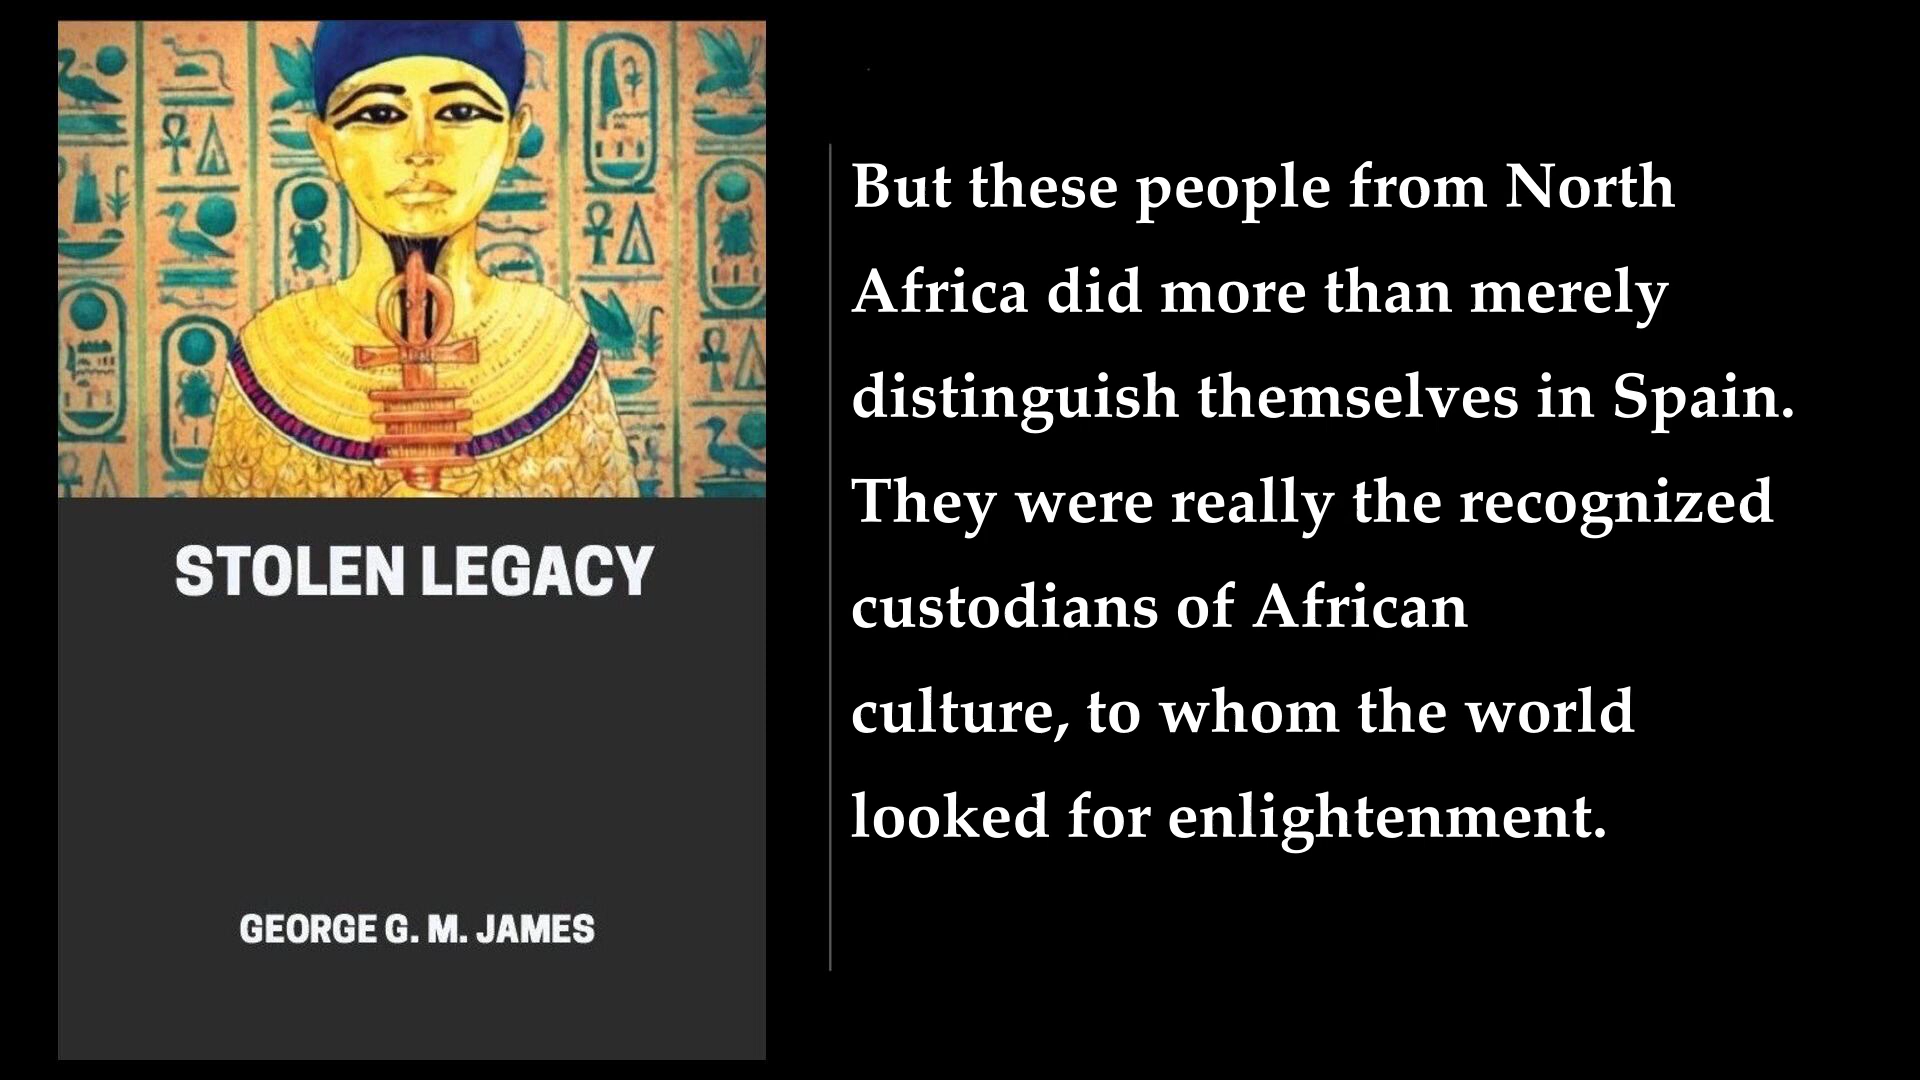 STOLEN LEGACY
GEORGE G. M. JAMES
But these people from North
Africa did more than merely
distinguish themselves in Spain.
They were really the recognized
custodians of African
culture, to whom the world
looked for enlightenment.